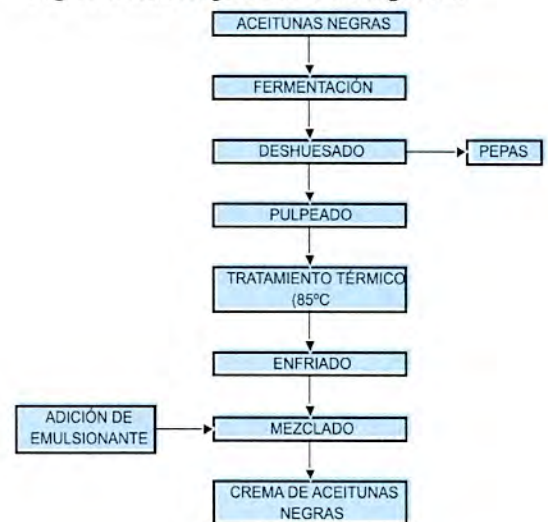 ACEITUNAS NEGRAS
FERMENTACIÓN
DESHUESADO
PEPAS
PULPEADO
TRATAMIENTO TÉRMICO
(85ºC
ENFRIADO
ADICIÓN DE
EMULSIONANTE
MEZCLADO
CREMA DE ACEITUNAS
NEGRAS